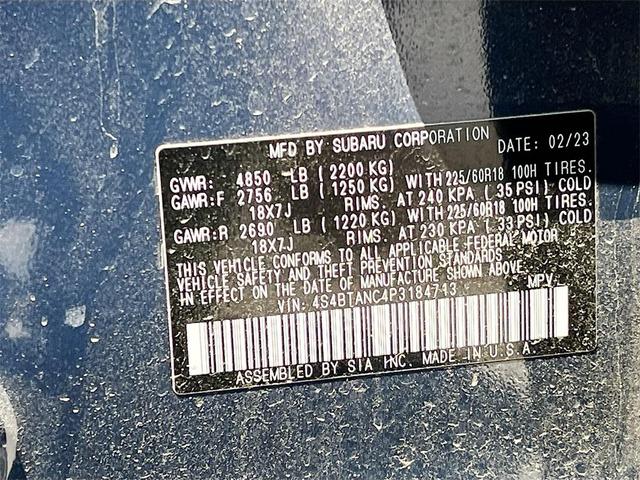 MFD BY SUBARU CORPORATION DATE: 02/23
GVWR: 4850 LB ( 2200 KG)
GAWR:F 2756 LB ( 1250 KG) WITH 225/60R18 100H TIRES.
18X7J RIMS. AT 240 KPA ( 35 PSI) COLD
GAWR:R 2690 LB ( 1220 KG) WITH 225/60R18 100H TIRES.
18X7J RIMS. AT 230 KPA ( 33 PSI) COLD
THIS VEHICLE CONFORMS TO ALL APPLICABLE FEDERAL MOTOR
VEHICLE SAFETY AND THEFT PREVENTION STANDARDS
IN EFFECT ON THE DATE OF MANUFACTURE SHOWN ABOVE
VIN: 4S4BTANC4P3184713 MPV
ASSEMBLED BY SIA INC. MADE IN U.S.A